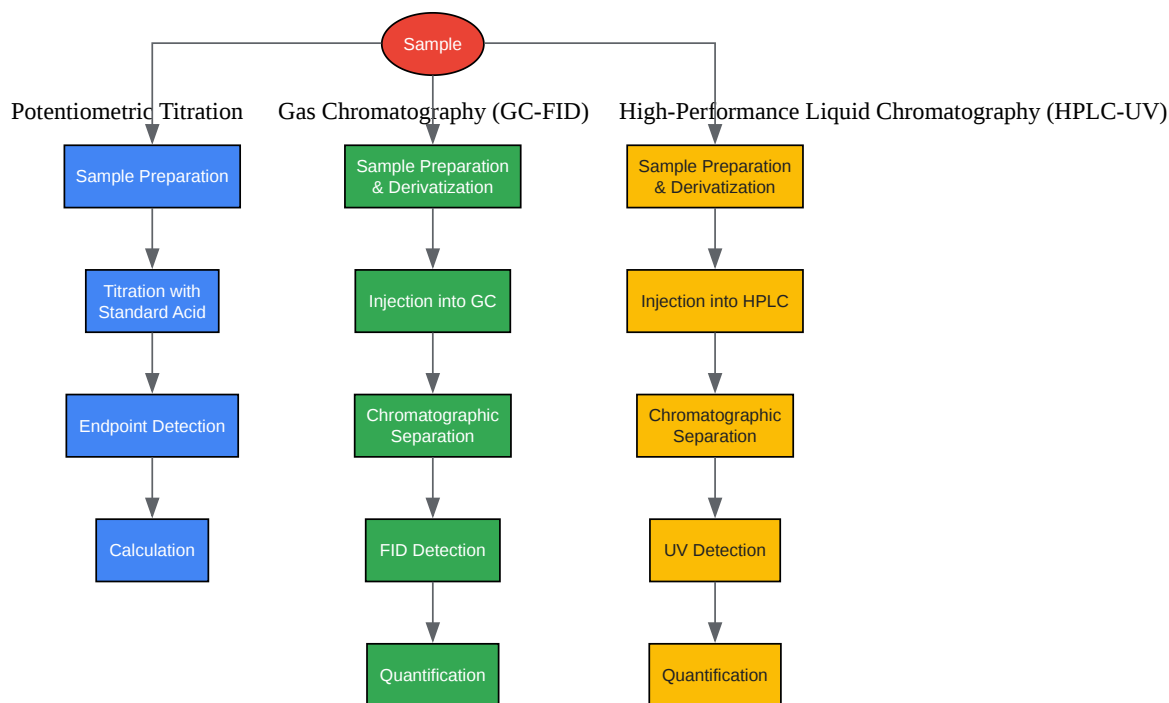 Sample
Potentiometric Titration
Gas Chromatography (GC-FID)
High-Performance Liquid Chromatography (HPLC-UV)
Sample Preparation
Titration with
Standard Acid
Endpoint Detection
Calculation
Sample Preparation
& Derivatization
Injection into GC
Chromatographic
Separation
FID Detection
Quantification
Sample Preparation
& Derivatization
Injection into HPLC
Chromatographic
Separation
UV Detection
Quantification